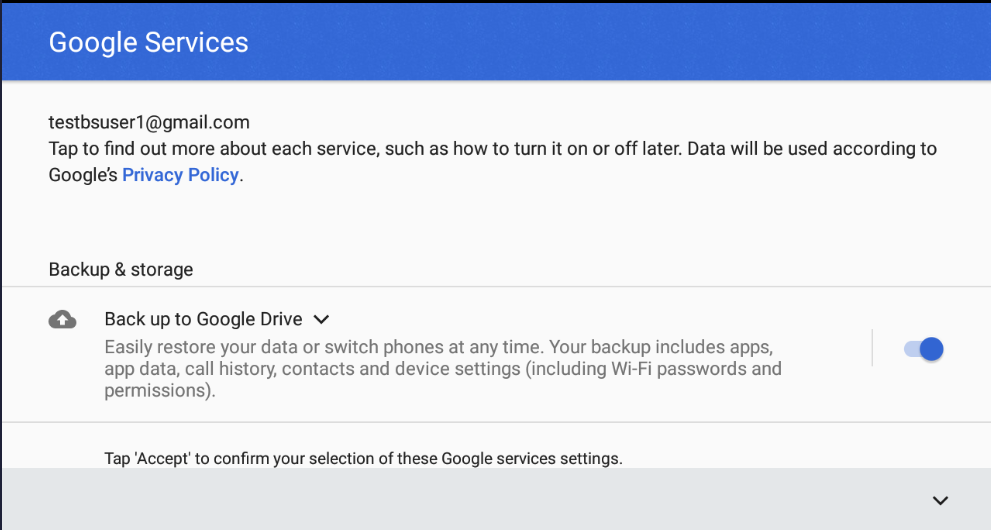 Google Services
testbsuser1@gmail.com
Tap to find out more about each service, such as how to turn it on or off later. Data will be used according to
Google's Privacy Policy.
Backup & storage
Back up to Google Drive
Easily restore your data or switch phones at any time. Your backup includes apps,
app data, call history, contacts and device settings (including Wi-Fi passwords and
permissions).
Tap 'Accept' to confirm your selection of these Google services settings.